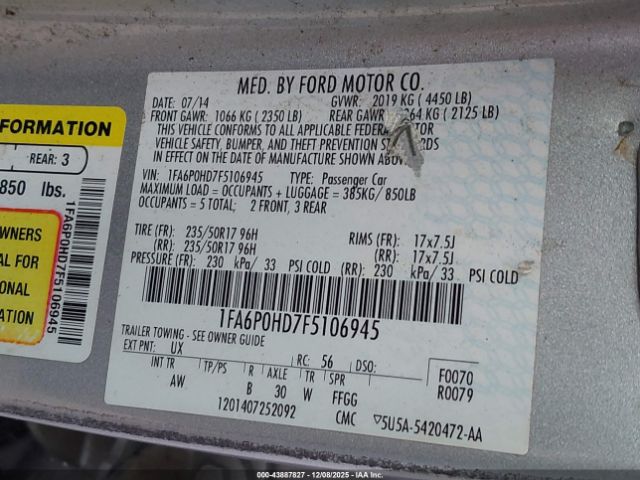 FORMATION
REAR: 3
850 lbs.
WNERS
AL FOR
ONAL
ATION
1FA6P0HD7F5106945
MFD. BY FORD MOTOR CO.
DATE: 07/14 GVWR: 2019 KG ( 4450 LB)
FRONT GAWR: 1066 KG ( 2350 LB) REAR GAWR: 964 KG ( 2125 LB)
THIS VEHICLE CONFORMS TO ALL APPLICABLE FEDERAL MOTOR
VEHICLE SAFETY, BUMPER, AND THEFT PREVENTION STANDARDS
IN EFFECT ON THE DATE OF MANUFACTURE SHOWN ABOVE.
VIN: 1FA6P0HD7F5106945 TYPE: Passenger Car
MAXIMUM LOAD = OCCUPANTS + LUGGAGE = 385KG/ 850LB
OCCUPANTS = 5 TOTAL; 2 FRONT, 3 REAR
TIRE (FR): 235/50R17 96H RIMS (FR): 17x7.5J
(RR): 235/50R17 96H (RR): 17x7.5J
PRESSURE (FR): 230 kPa/ 33 PSI COLD (RR): 230 kPa/ 33 PSI COLD
1FA6P0HD7F5106945
TRAILER TOWING - SEE OWNER GUIDE
EXT PNT: UX RC: 56 DSO: F0070
INT TR TP/PS R AXLE TR SPR R0079
AW B 30 W FFGG
1201407252092 CMC ▽5U5A-5420472-AA
000-43887827 - 12/08/2025 - IAA Inc.